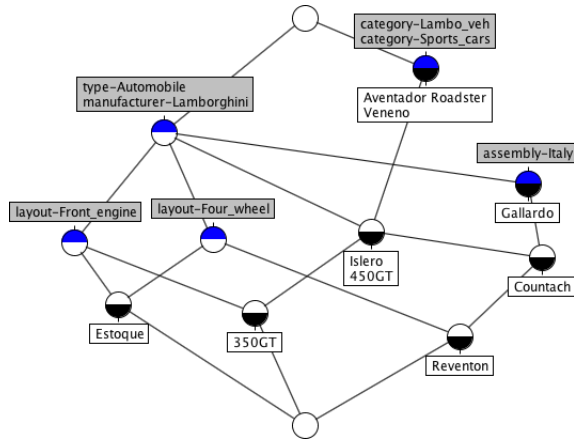 category-Lambo_veh
category-Sports_cars
Aventador Roadster
Veneno
type-Automobile
manufacturer-Lamborghini
assembly-Italy
Gallardo
layout-Front_engine
layout-Four_wheel
Islero
450GT
Countach
Estoque
350GT
Reventon